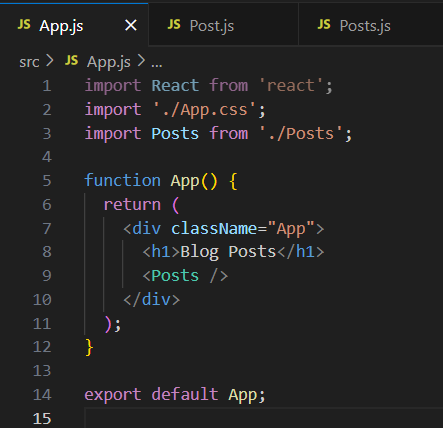 JS App.js × JS Post.js JS Posts.js
src > JS App.js > ...
1 import React from 'react';
2 import './App.css';
3 import Posts from './Posts';
4
5 function App() {
6   return (
7     <div className="App">
8       <h1>Blog Posts</h1>
9       <Posts />
10     </div>
11   );
12 }
13
14 export default App;
15